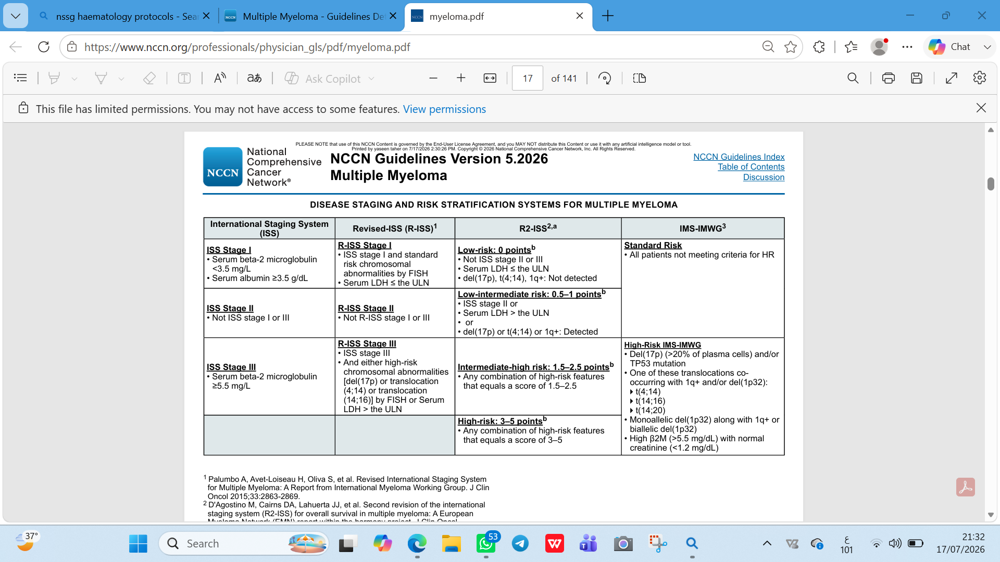 nssg haematology protocols - Sea
Multiple Myeloma - Guidelines De
myeloma.pdf
https://www.nccn.org/professionals/physician_gls/pdf/myeloma.pdf
Chat
Ask Copilot
17 of 141
This file has limited permissions. You may not have access to some features. View permissions
PLEASE NOTE that use of this NCCN Content is governed by the End-User License Agreement, and you MAY NOT distribute this Content or use it with any artificial intelligence model or tool.
Printed by yaseen taher on 7/17/2026 2:30:26 PM. Copyright © 2026 National Comprehensive Cancer Network, Inc. All Rights Reserved.
NCCN
National
Comprehensive
Cancer
Network®
NCCN Guidelines Version 5.2026
Multiple Myeloma
NCCN Guidelines Index
Table of Contents
Discussion
DISEASE STAGING AND RISK STRATIFICATION SYSTEMS FOR MULTIPLE MYELOMA
International Staging System
(ISS)
Revised-ISS (R-ISS)1
R2-ISS2,a
IMS-IMWG3
ISS Stage I
• Serum beta-2 microglobulin
<3.5 mg/L
• Serum albumin ≥3.5 g/dL
R-ISS Stage I
• ISS stage I and standard
risk chromosomal
abnormalities by FISH
• Serum LDH ≤ the ULN
Low-risk: 0 pointsb
• Not ISS stage II or III
• Serum LDH ≤ the ULN
• del(17p), t(4;14), 1q+: Not detected
Standard Risk
• All patients not meeting criteria for HR
ISS Stage II
• Not ISS stage I or III
R-ISS Stage II
• Not R-ISS stage I or III
Low-intermediate risk: 0.5–1 pointsb
• ISS stage II or
• Serum LDH > the ULN
• or
• del(17p) or t(4;14) or 1q+: Detected
ISS Stage III
• Serum beta-2 microglobulin
≥5.5 mg/L
R-ISS Stage III
• ISS stage III
• And either high-risk
chromosomal abnormalities
[del(17p) or translocation
(4;14) or translocation
(14;16)] by FISH or Serum
LDH > the ULN
Intermediate-high risk: 1.5–2.5 pointsb
• Any combination of high-risk features
that equals a score of 1.5–2.5
High-risk: 3–5 pointsb
• Any combination of high-risk features
that equals a score of 3–5
High-Risk IMS-IMWG
• Del(17p) (>20% of plasma cells) and/or
TP53 mutation
• One of these translocations co-
occurring with 1q+ and/or del(1p32):
t(4;14)
t(14;16)
t(14;20)
• Monoallelic del(1p32) along with 1q+ or
biallelic del(1p32)
• High β2M (>5.5 mg/dL) with normal
creatinine (<1.2 mg/dL)
1 Palumbo A, Avet-Loiseau H, Oliva S, et al. Revised International Staging System
for Multiple Myeloma: A Report from International Myeloma Working Group. J Clin
Oncol 2015;33:2863-2869.
2 D'Agostino M, Cairns DA, Lahuerta JJ, et al. Second revision of the international
staging system (R2-ISS) for overall survival in multiple myeloma: A European
Myeloma Network (EMN) report within the harmony project. J Clin Oncol
37°
Search
53
ع
101
21:32
17/07/2026